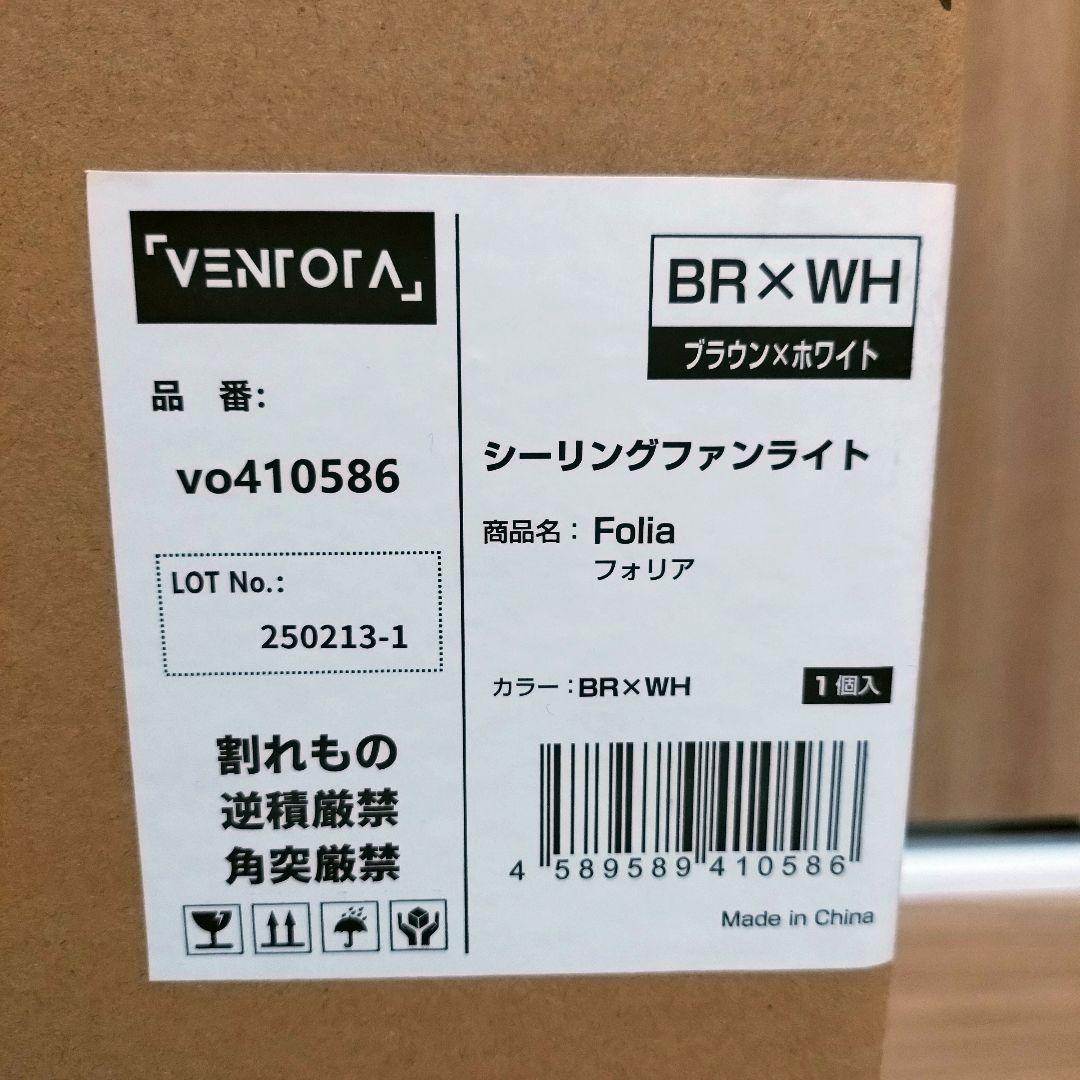 VENTOTA
品 番:
vo410586
LOT No.:
250213-1
割れもの
逆積厳禁
角突厳禁
BR×WH
ブラウン×ホワイト
シーリングファンライト
商品名: Folia
フォリア
カラー:BR×WH
1個入
4 589589 410586
Made in China